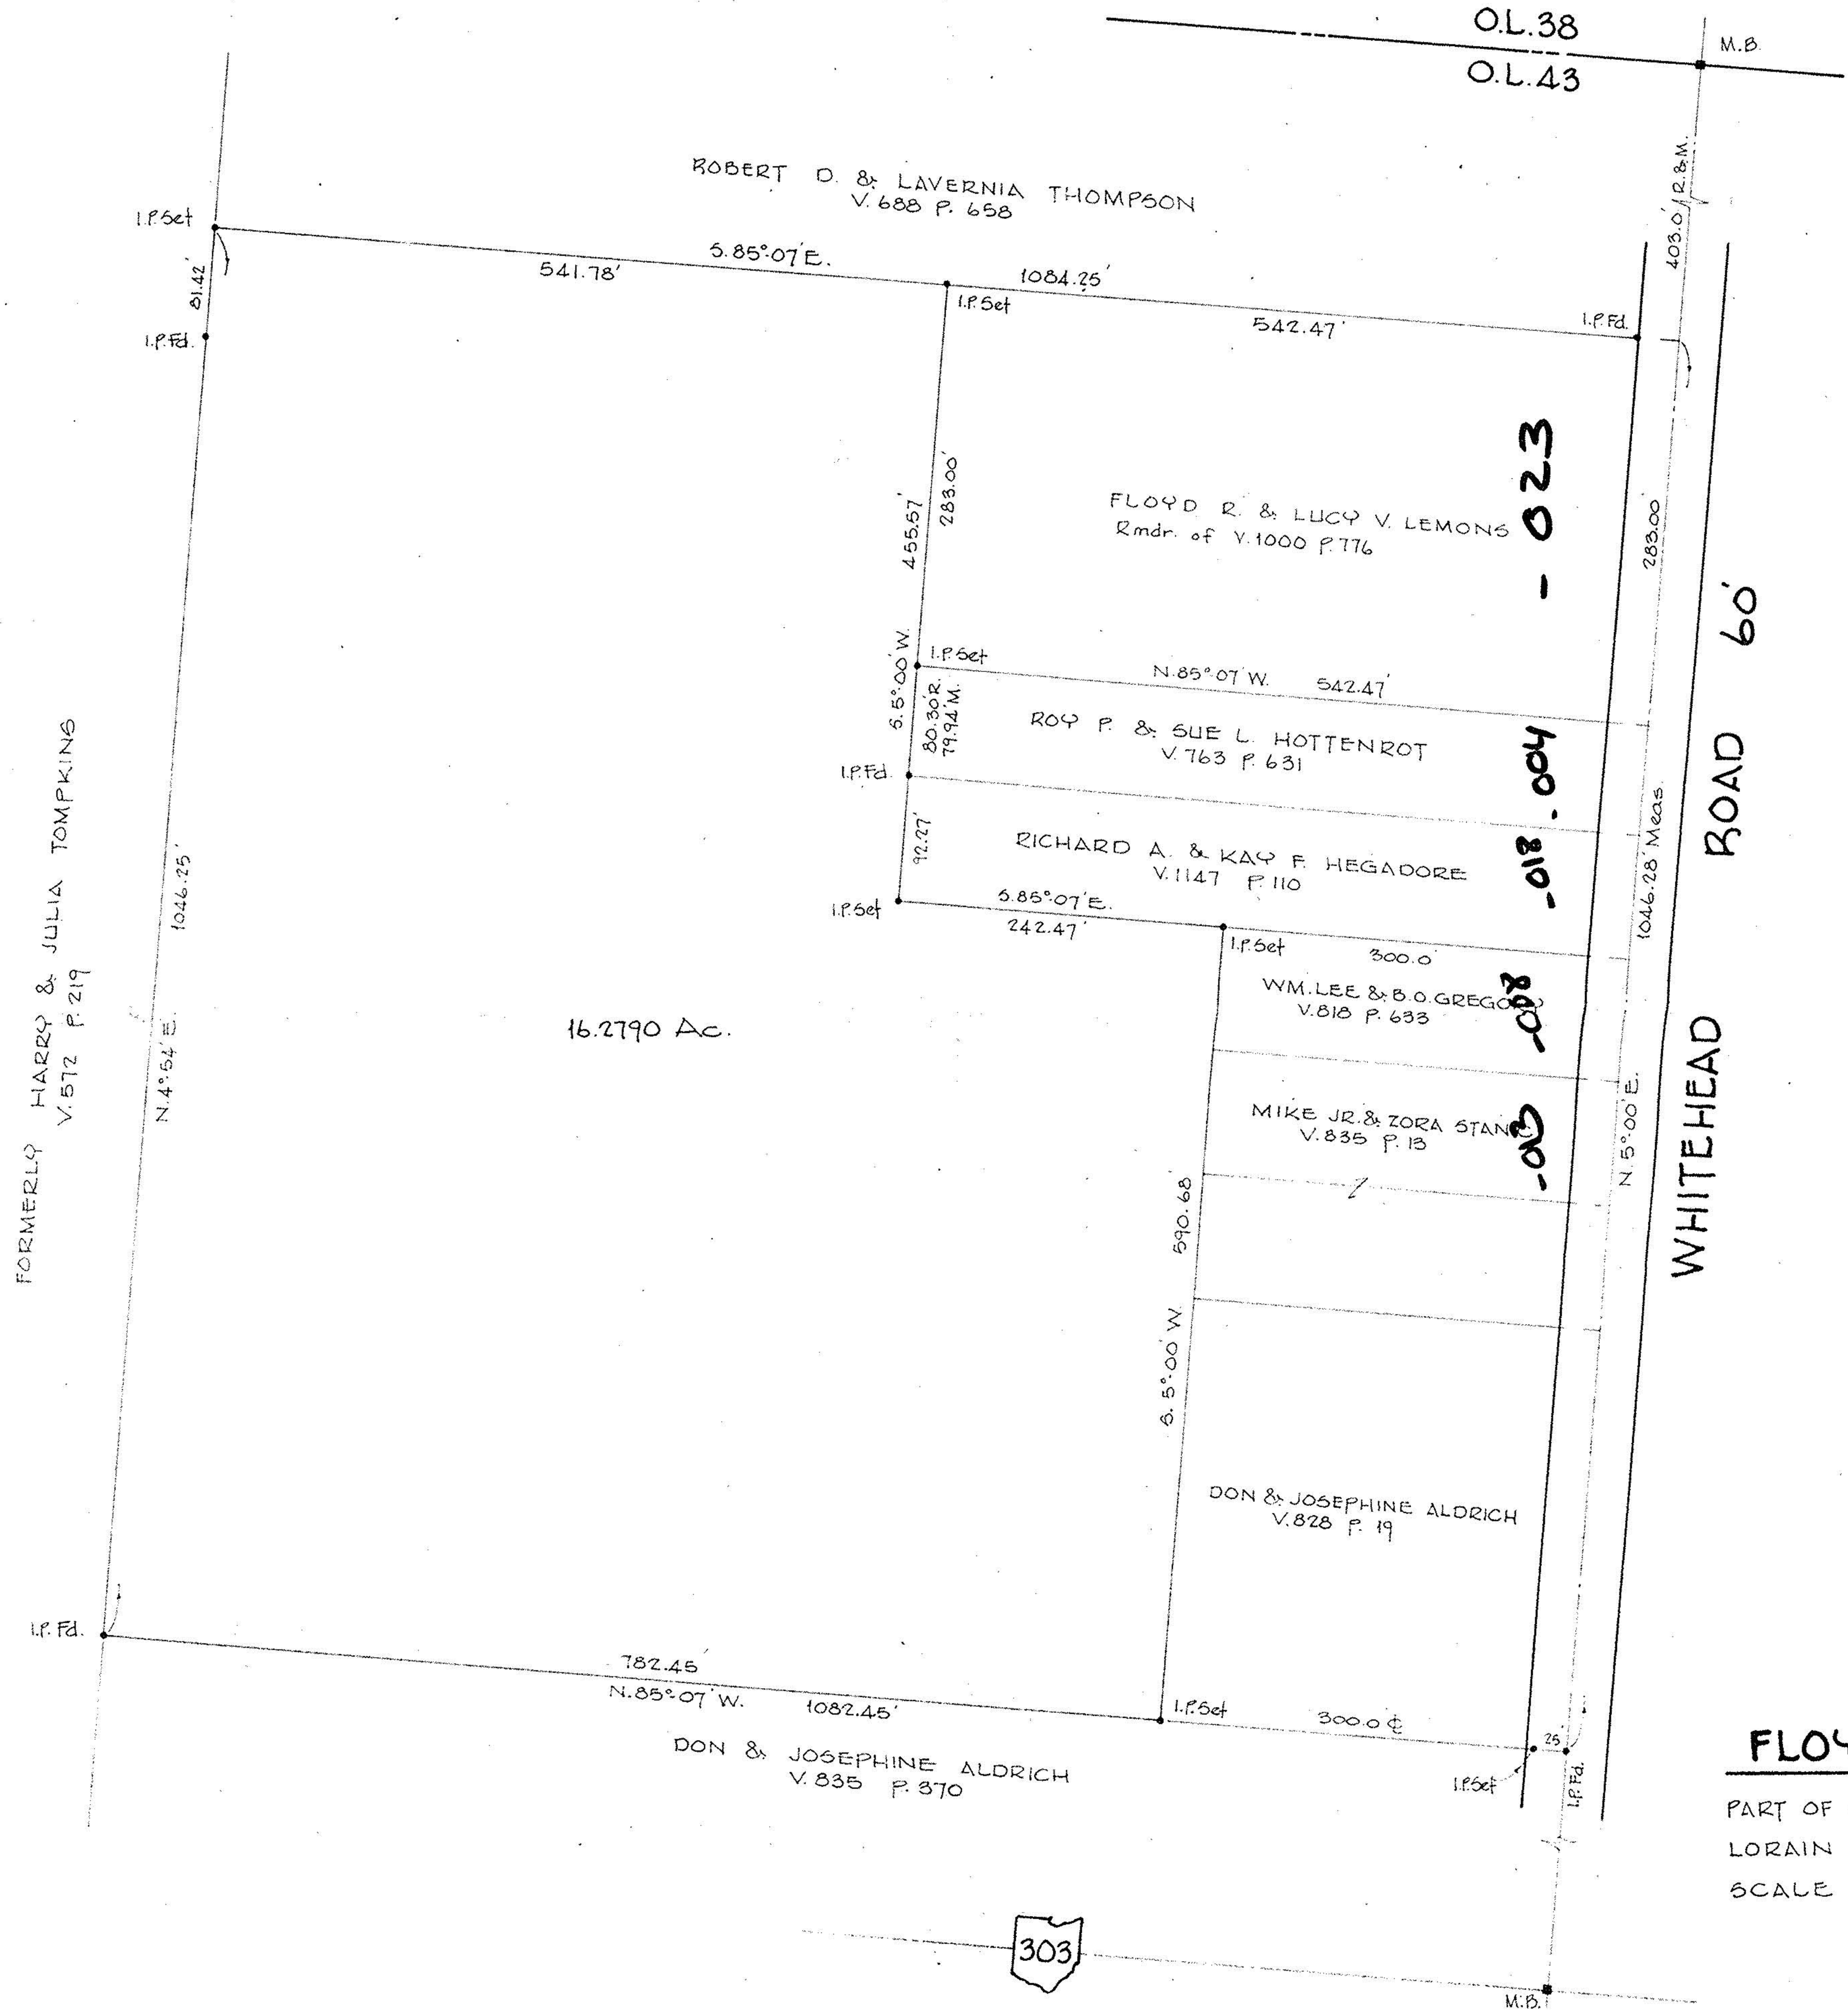 O.L.38
M.B.
O.L.43
403.0' R.&M.
ROBERT D. & LAVERNIA THOMPSON
V.688 P. 658
I.P.Set
81.42'
I.P.Fd.
541.78'
S.85°-07'E.
1084.25'
I.P.Set
542.47'
I.P.Fd.
455.57'
283.00'
FLOYD R. & LUCY V. LEMONS
Rmdr. of V.1000 P.776
- 023
283.00'
ROAD 60'
WHITEHEAD
I.P.Set
S.5°-00'W.
80.30'R.
79.94'M.
N.85°-07'W. 542.47'
ROY P. & SUE L. HOTTENROT
V.763 P.631
-018 .004
I.P.Fd.
92.27'
RICHARD A. & KAY F. HEGADORE
V.1147 P.110
1046.28' Meas.
I.P.Set
S.85°-07'E.
242.47'
I.P.Set
300.0'
WM.LEE & B.O.GREGORY
V.818 P.633
-008
FORMERLY HARRY & JULIA TOMPKINS
V.572 P.219
N.4°-54'E. 1046.25'
16.2790 Ac.
MIKE JR.& ZORA
V.835 P.13
N.5°-00'E.
S.5°-00'W. 590.68
DON & JOSEPHINE ALDRICH
V.828 P.19
I.P. Fd.
782.45'
N.85°-07'W. 1082.45'
I.P.Set
300.0 ℄
25'
I.P.Set
I.P.Fd.
DON & JOSEPHINE ALDRICH
V.835 P.370
FLOY
PART OF
LORAIN
SCALE
303
M.B.